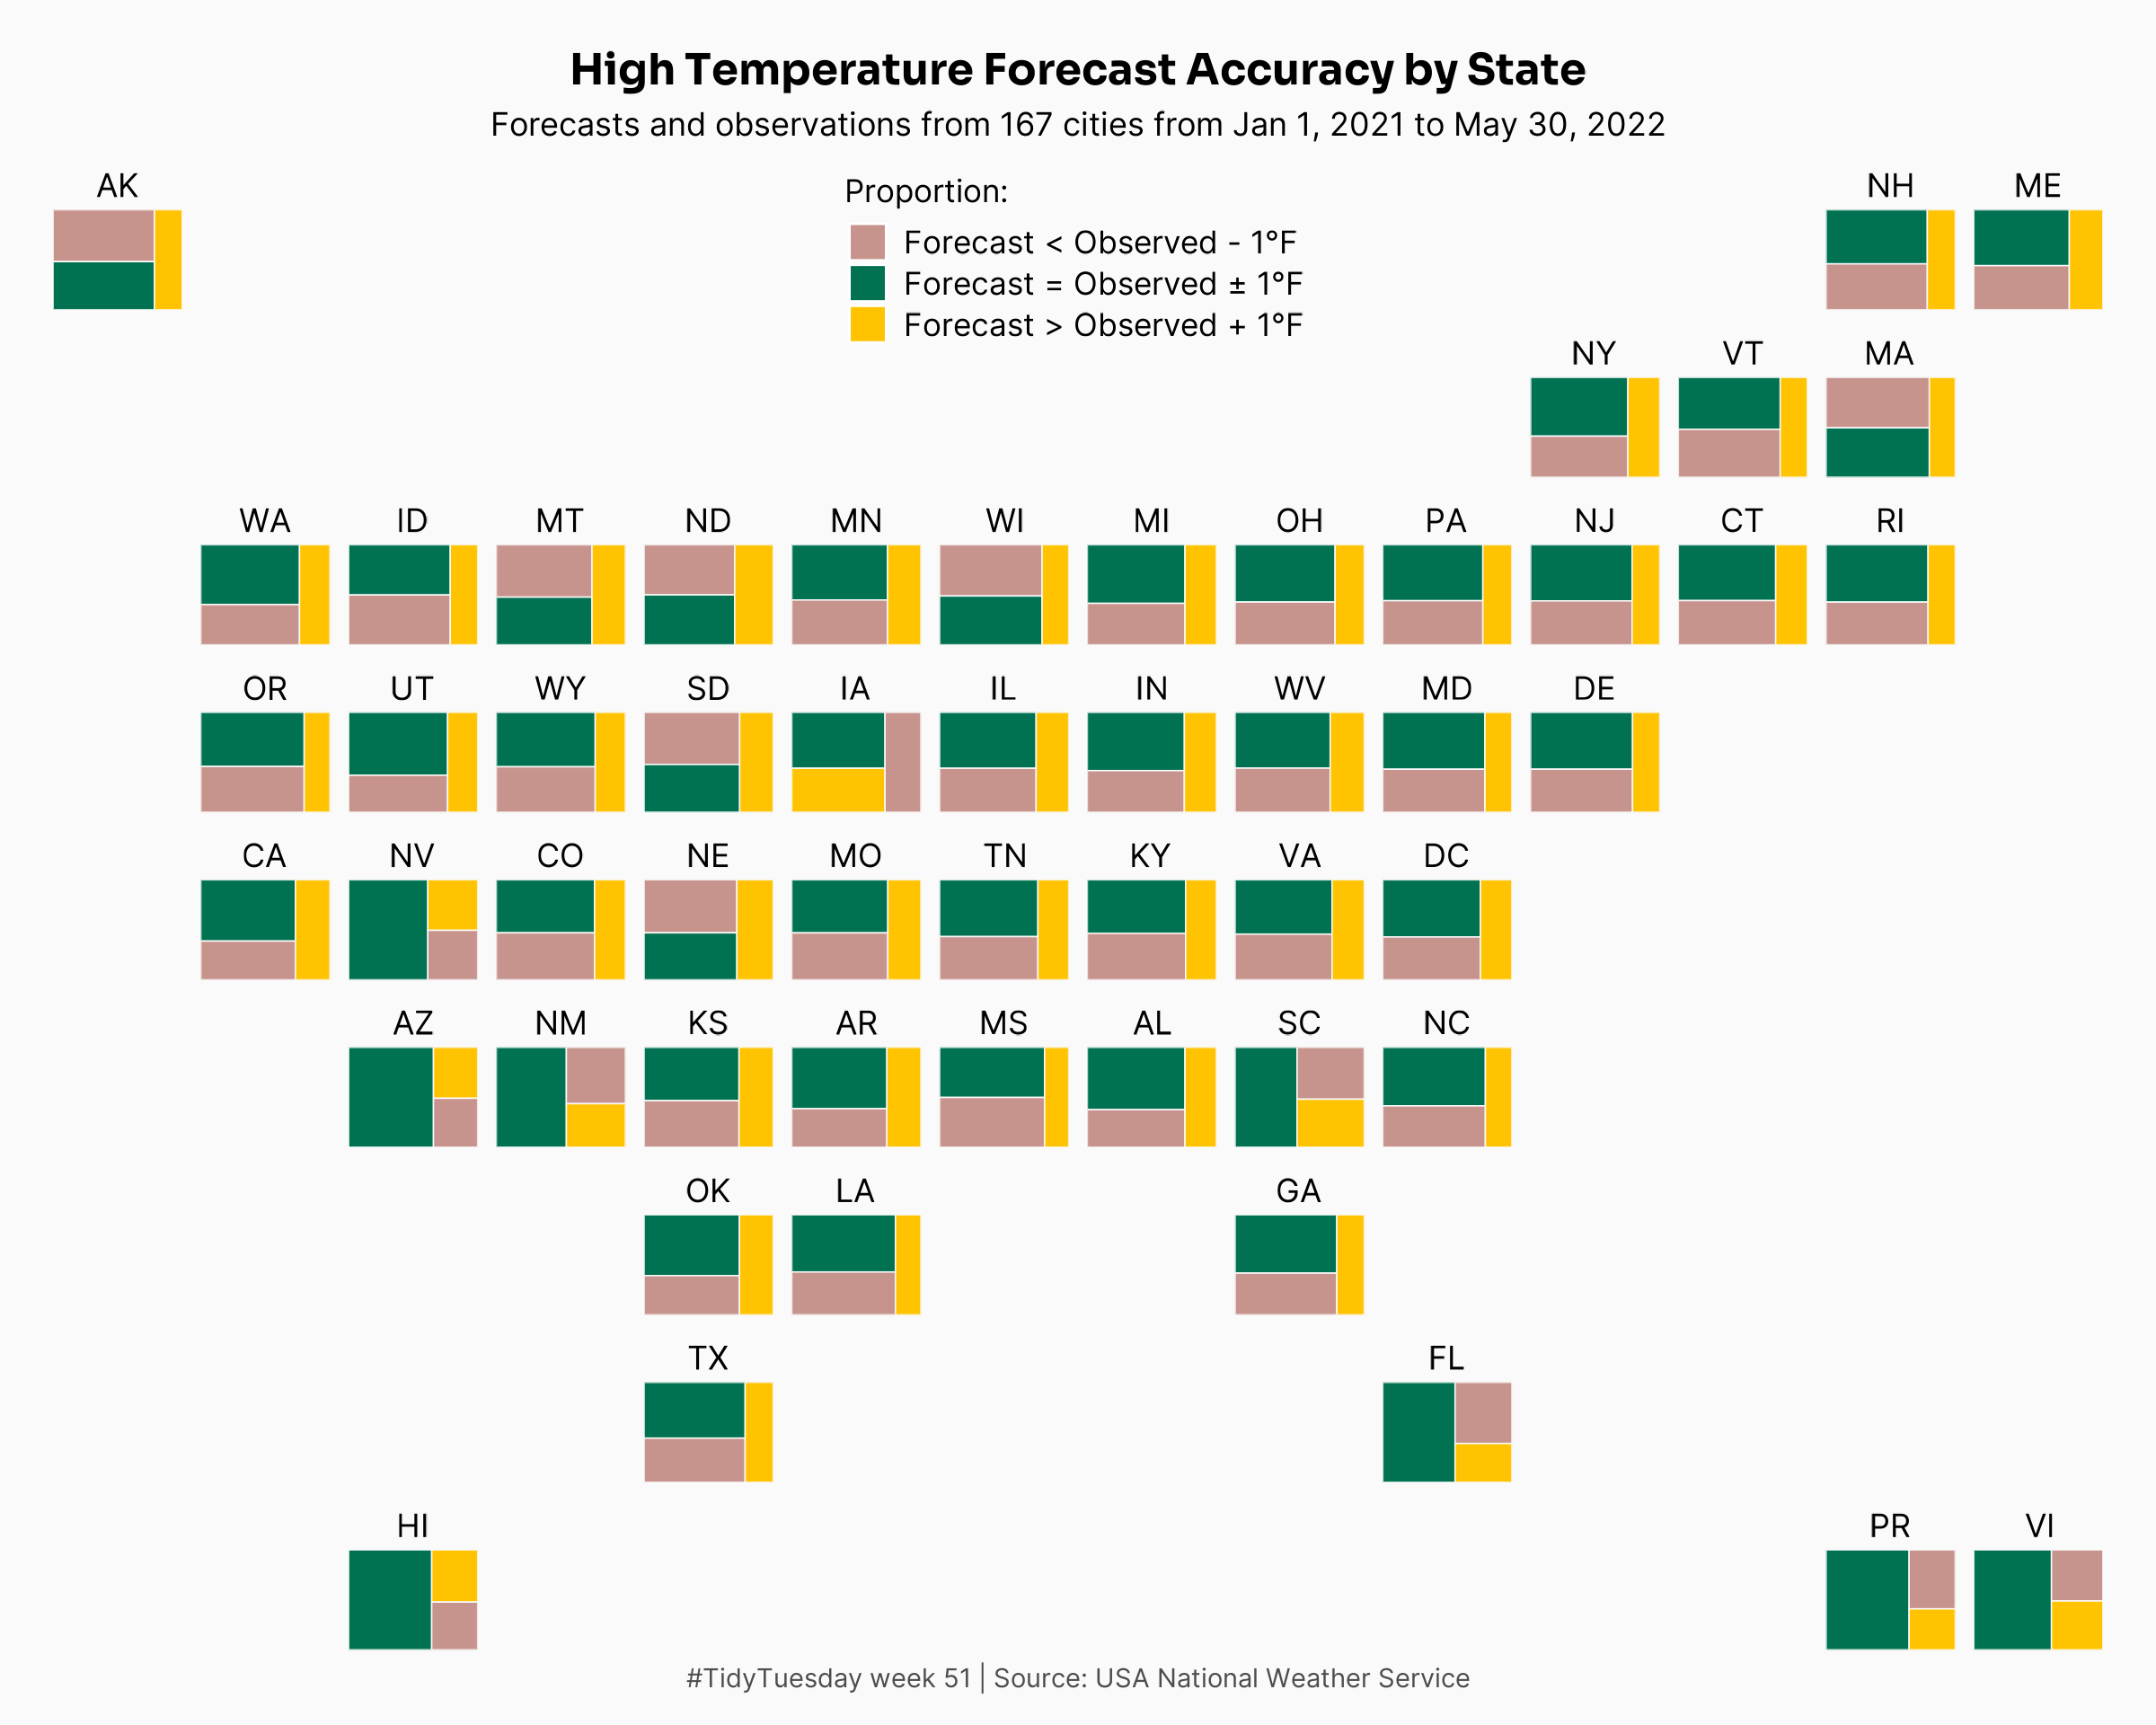 High Temperature Forecast Accuracy by State
Forecasts and observations from 167 cities from Jan 1, 2021 to May 30, 2022
Proportion:
Forecast < Observed - 1°F
Forecast = Observed ± 1°F
Forecast > Observed + 1°F
AK NH ME
NY VT MA
WA ID MT ND MN WI MI OH PA NJ CT RI
OR UT WY SD IA IL IN WV MD DE
CA NV CO NE MO TN KY VA DC
AZ NM KS AR MS AL SC NC
OK LA GA
TX FL
HI PR VI
#TidyTuesday week 51 | Source: USA National Weather Service